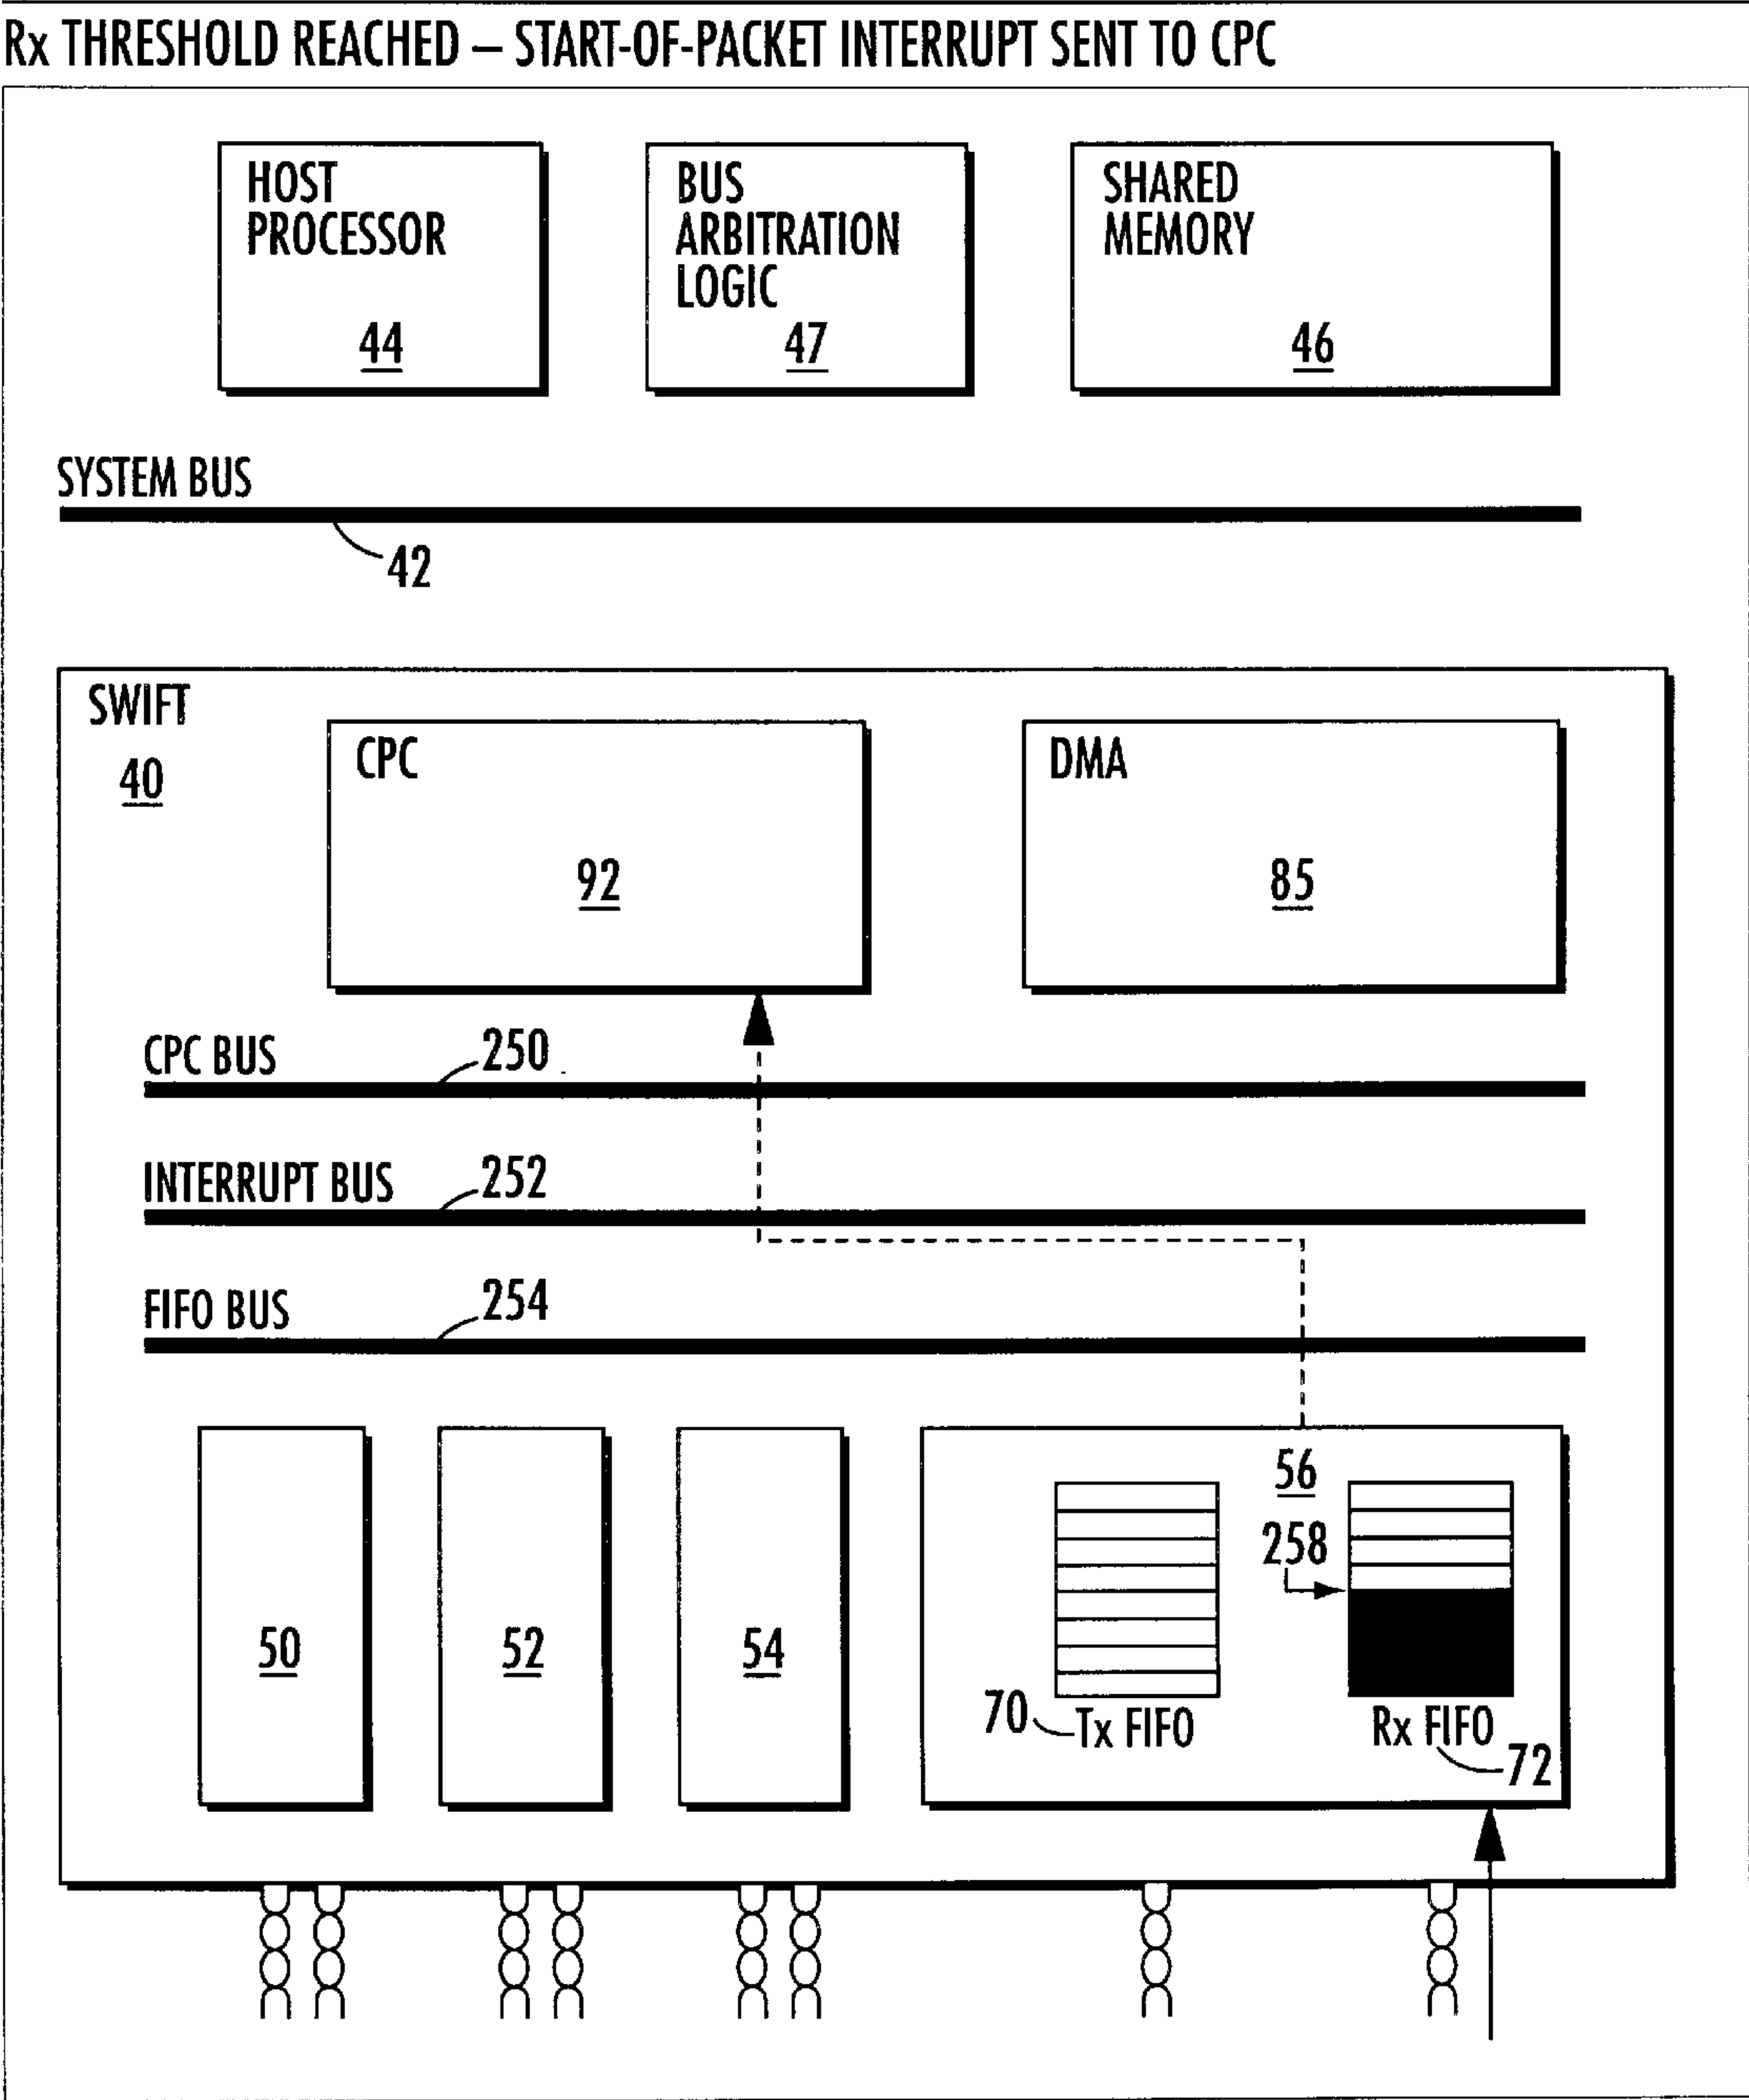 Rx THRESHOLD REACHED – START-OF-PACKET INTERRUPT SENT TO CPC
HOST
PROCESSOR
44
BUS
ARBITRATION
LOGIC
47
SHARED
MEMORY
46
SYSTEM BUS
42
SWIFT
40
CPC
92
DMA
85
CPC BUS
250
INTERRUPT BUS
252
FIFO BUS
254
50
52
54
56
258
70
Tx FIFO
Rx FIFO
72